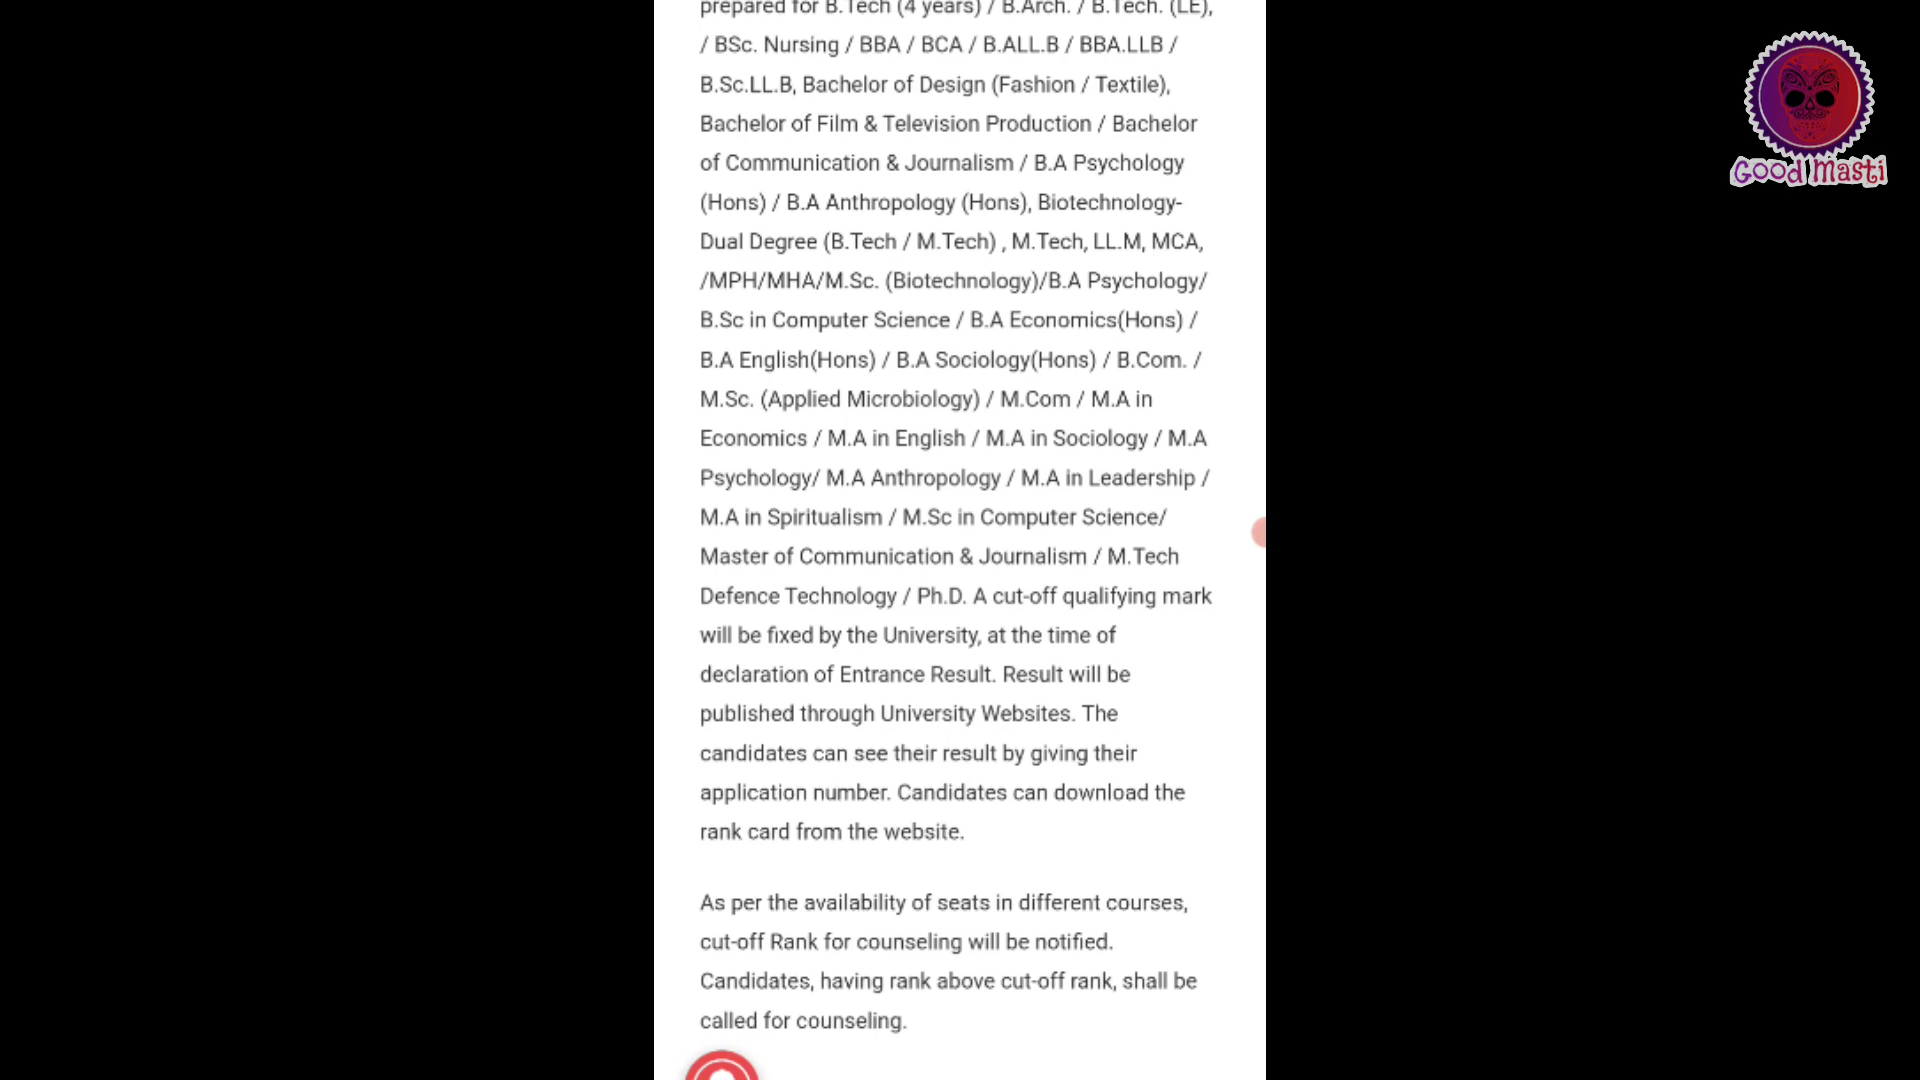 prepared for B.Tech (4 years) / B.Arch. / B.Tech. (LE),
/ BSc. Nursing / BBA / BCA / B.ALL.B / BBA.LLB /
B.Sc.LL.B, Bachelor of Design (Fashion / Textile),
Bachelor of Film & Television Production / Bachelor
of Communication & Journalism / B.A Psychology
(Hons) / B.A Anthropology (Hons), Biotechnology-
Dual Degree (B.Tech / M.Tech) , M.Tech, LL.M, MCA,
/MPH/MHA/M.Sc. (Biotechnology)/B.A Psychology/
B.Sc in Computer Science / B.A Economics(Hons) /
B.A English(Hons) / B.A Sociology(Hons) / B.Com. /
M.Sc. (Applied Microbiology) / M.Com / M.A in
Economics / M.A in English / M.A in Sociology / M.A
Psychology/ M.A Anthropology / M.A in Leadership /
M.A in Spiritualism / M.Sc in Computer Science/
Master of Communication & Journalism / M.Tech
Defence Technology / Ph.D. A cut-off qualifying mark
will be fixed by the University, at the time of
declaration of Entrance Result. Result will be
published through University Websites. The
candidates can see their result by giving their
application number. Candidates can download the
rank card from the website.
As per the availability of seats in different courses,
cut-off Rank for counseling will be notified.
Candidates, having rank above cut-off rank, shall be
called for counseling.
Good Masti